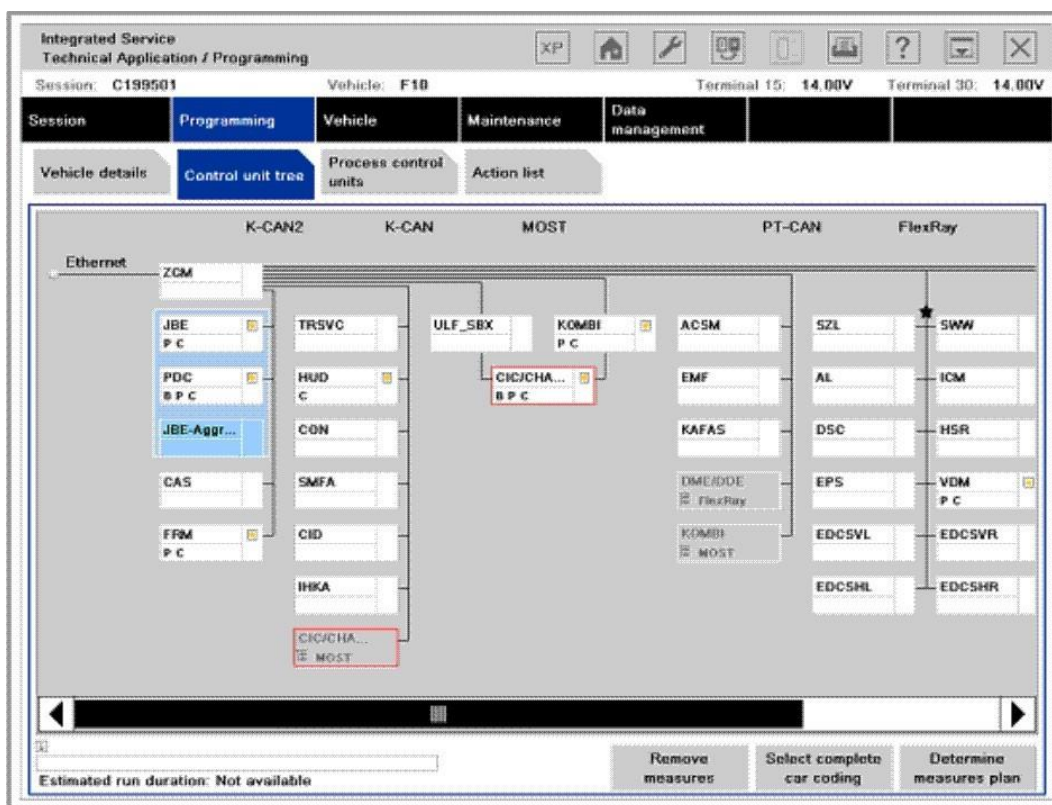 Integrated Service
Technical Application / Programming
XP
?
Session: C199501 Vehicle: F10 Terminal 15: 14.00V Terminal 30: 14.00V
Session Programming Vehicle Maintenance Data
management
Vehicle details Control unit tree Process control
units Action list
K-CAN2 K-CAN MOST PT-CAN FlexRay
Ethernet
ZGM
JBE TRSVC ULF_SBX KOMBI ACSM SZL SWW
P C P C
PDC HUD CIC/CHA... EMF AL ICM
B P C C B P C
JBE-Aggr... CON KAFAS DSC HSR
CAS SMFA DME/DDE EPS VDM
FlexRay P C
FRM CID KOMBI EDCSVL EDCSVR
P C MOST
IHKA EDCSHL EDCSHR
CIC/CHA...
MOST
Estimated run duration: Not available
Remove
measures
Select complete
car coding
Determine
measures plan